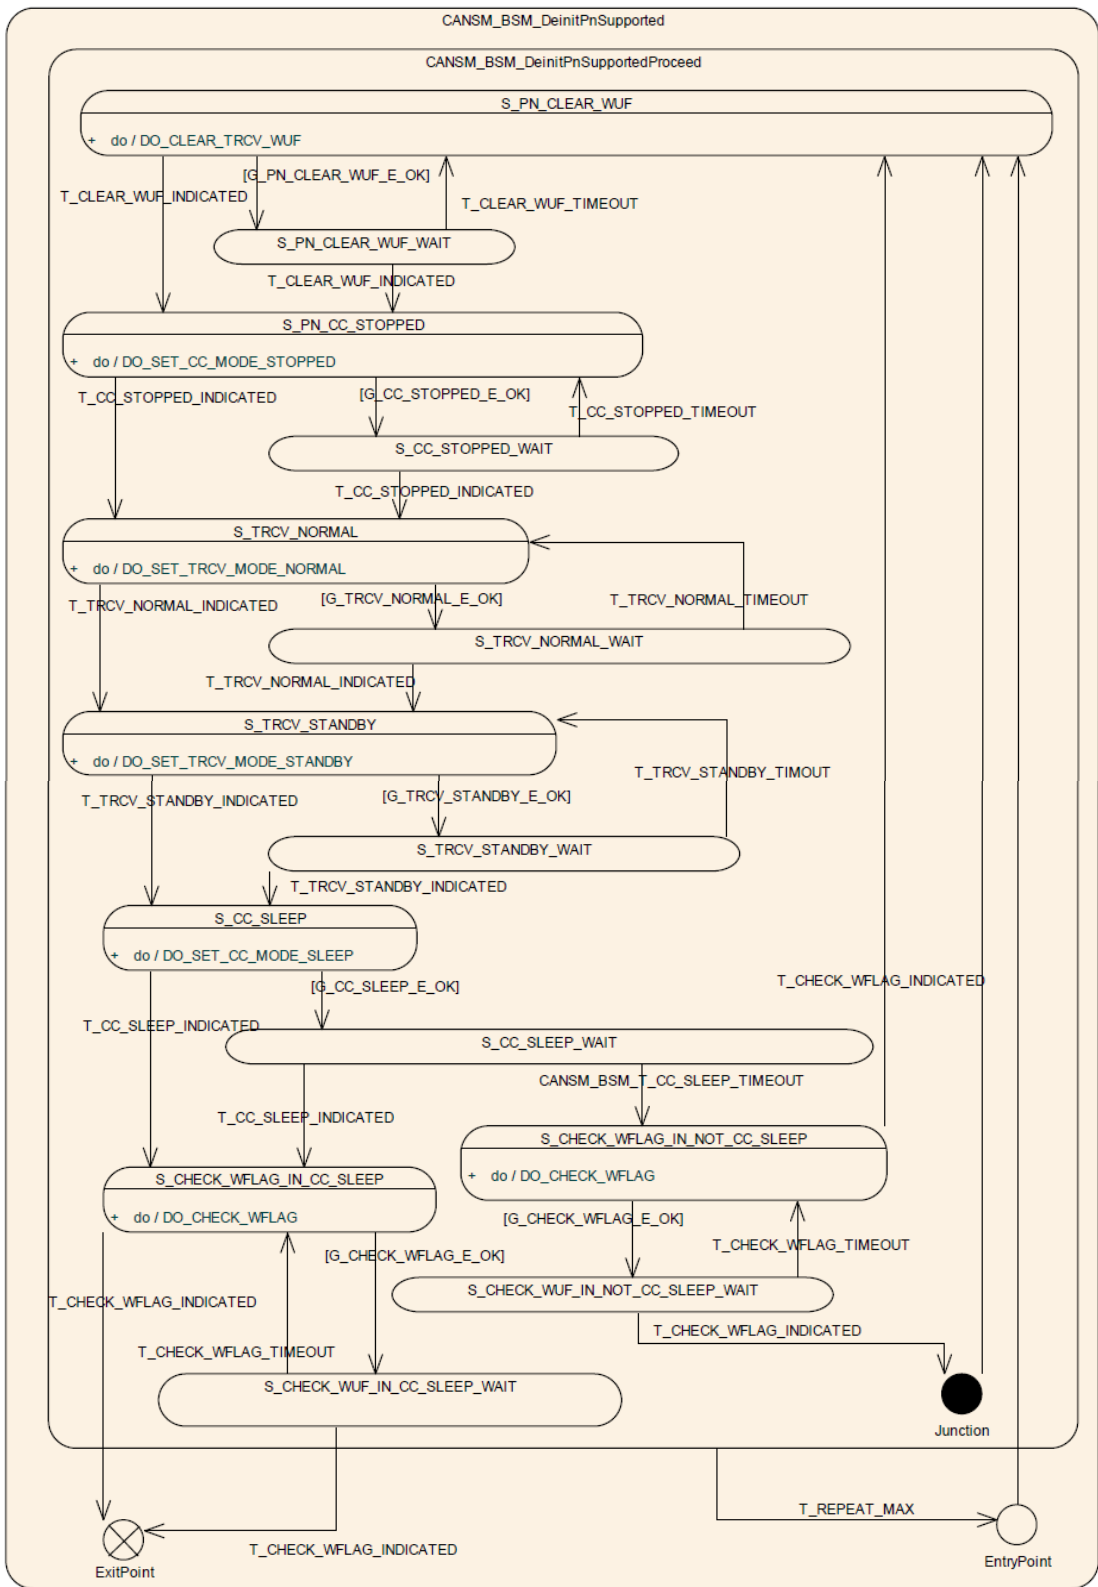 CANSM_BSM_DeinitPnSupported
CANSM_BSM_DeinitPnSupportedProceed
S_PN_CLEAR_WUF
+ do / DO_CLEAR_TRCV_WUF
[G_PN_CLEAR_WUF_E_OK]
T_CLEAR_WUF_INDICATED
T_CLEAR_WUF_TIMEOUT
S_PN_CLEAR_WUF_WAIT
T_CLEAR_WUF_INDICATED
S_PN_CC_STOPPED
+ do / DO_SET_CC_MODE_STOPPED
T_CC_STOPPED_INDICATED
[G_CC_STOPPED_E_OK]
T_CC_STOPPED_TIMEOUT
S_CC_STOPPED_WAIT
T_CC_STOPPED_INDICATED
S_TRCV_NORMAL
+ do / DO_SET_TRCV_MODE_NORMAL
T_TRCV_NORMAL_INDICATED
[G_TRCV_NORMAL_E_OK]
T_TRCV_NORMAL_TIMEOUT
S_TRCV_NORMAL_WAIT
T_TRCV_NORMAL_INDICATED
S_TRCV_STANDBY
+ do / DO_SET_TRCV_MODE_STANDBY
T_TRCV_STANDBY_TIMOUT
T_TRCV_STANDBY_INDICATED
[G_TRCV_STANDBY_E_OK]
S_TRCV_STANDBY_WAIT
T_TRCV_STANDBY_INDICATED
S_CC_SLEEP
+ do / DO_SET_CC_MODE_SLEEP
T_CHECK_WFLAG_INDICATED
[G_CC_SLEEP_E_OK]
T_CC_SLEEP_INDICATED
S_CC_SLEEP_WAIT
CANSM_BSM_T_CC_SLEEP_TIMEOUT
T_CC_SLEEP_INDICATED
S_CHECK_WFLAG_IN_NOT_CC_SLEEP
+ do / DO_CHECK_WFLAG
S_CHECK_WFLAG_IN_CC_SLEEP
+ do / DO_CHECK_WFLAG
[G_CHECK_WFLAG_E_OK]
T_CHECK_WFLAG_TIMEOUT
[G_CHECK_WFLAG_E_OK]
S_CHECK_WUF_IN_NOT_CC_SLEEP_WAIT
T_CHECK_WFLAG_INDICATED
T_CHECK_WFLAG_INDICATED
T_CHECK_WFLAG_TIMEOUT
S_CHECK_WUF_IN_CC_SLEEP_WAIT
Junction
T_REPEAT_MAX
T_CHECK_WFLAG_INDICATED
EntryPoint
ExitPoint